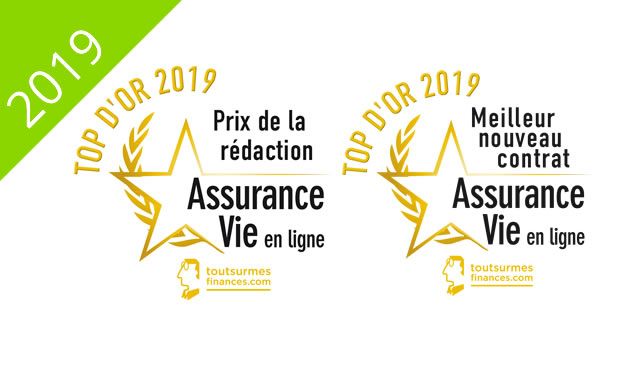 2019
TOP D'OR 2019
Prix de la
rédaction
Assurance
Vie en ligne
toutsurmes
finances.com
TOP D'OR 2019
Meilleur
nouveau
contrat
Assurance
Vie en ligne
toutsurmes
finances.com